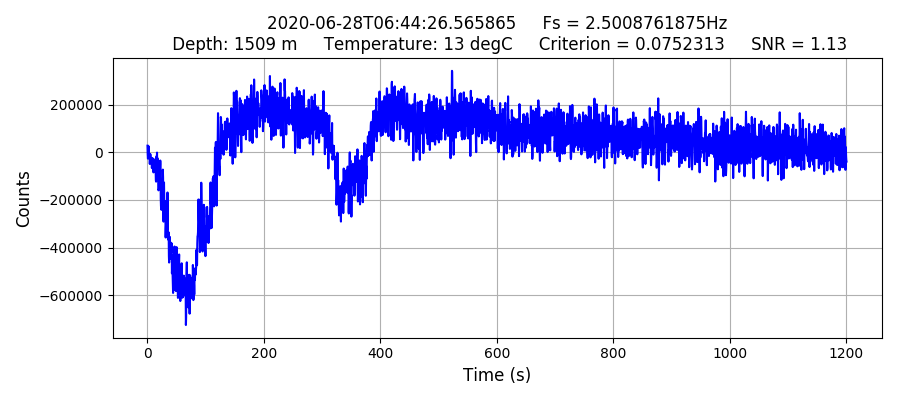 2020-06-28T06:44:26.565865 Fs = 2.5008761875Hz
Depth: 1509 m Temperature: 13 degC Criterion = 0.0752313 SNR = 1.13
200000
0
−200000
−400000
−600000
Counts
0 200 400 600 800 1000 1200
Time (s)